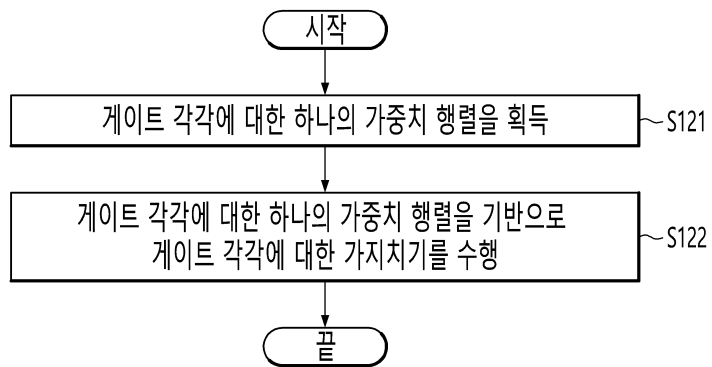 시작
게이트 각각에 대한 하나의 가중치 행렬을 획득
S121
게이트 각각에 대한 하나의 가중치 행렬을 기반으로
게이트 각각에 대한 가지치기를 수행
S122
끝